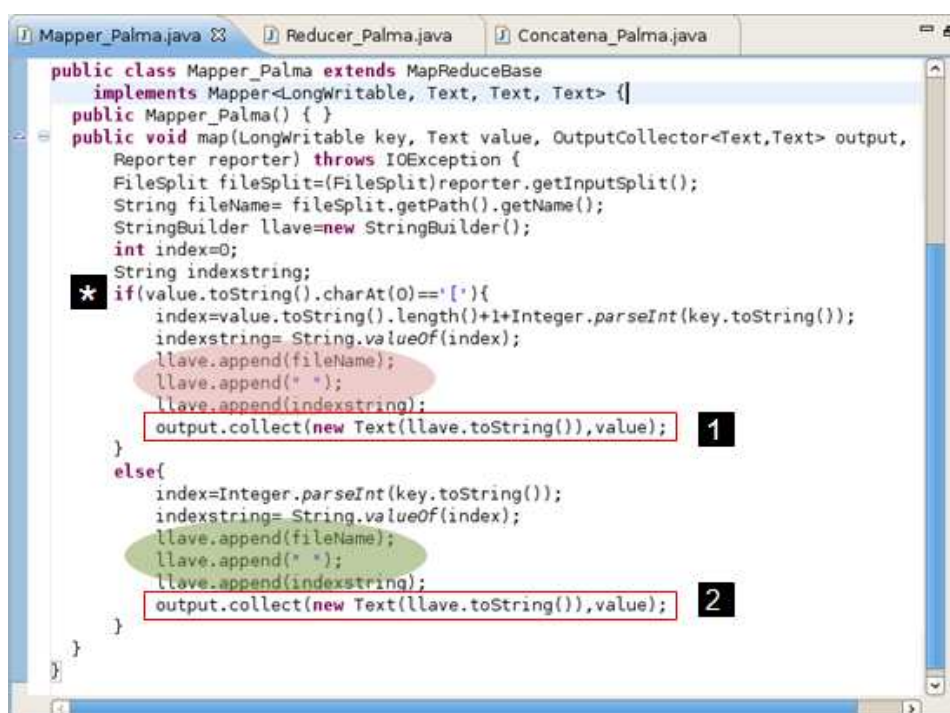 Mapper_Palma.java Reducer_Palma.java Concatena_Palma.java
public class Mapper_Palma extends MapReduceBase
implements Mapper<LongWritable, Text, Text, Text> {
public Mapper_Palma() { }
public void map(LongWritable key, Text value, OutputCollector<Text,Text> output,
Reporter reporter) throws IOException {
FileSplit fileSplit=(FileSplit)reporter.getInputSplit();
String fileName= fileSplit.getPath().getName();
StringBuilder llave=new StringBuilder();
int index=0;
String indexstring;
* if(value.toString().charAt(0)=='['){
index=value.toString().length()+1+Integer.parseInt(key.toString());
indexstring= String.valueOf(index);
llave.append(fileName);
llave.append(" ");
llave.append(indexstring);
output.collect(new Text(llave.toString()),value); 1
}
else{
index=Integer.parseInt(key.toString());
indexstring= String.valueOf(index);
llave.append(fileName);
llave.append(" ");
llave.append(indexstring);
output.collect(new Text(llave.toString()),value); 2
}
}
}